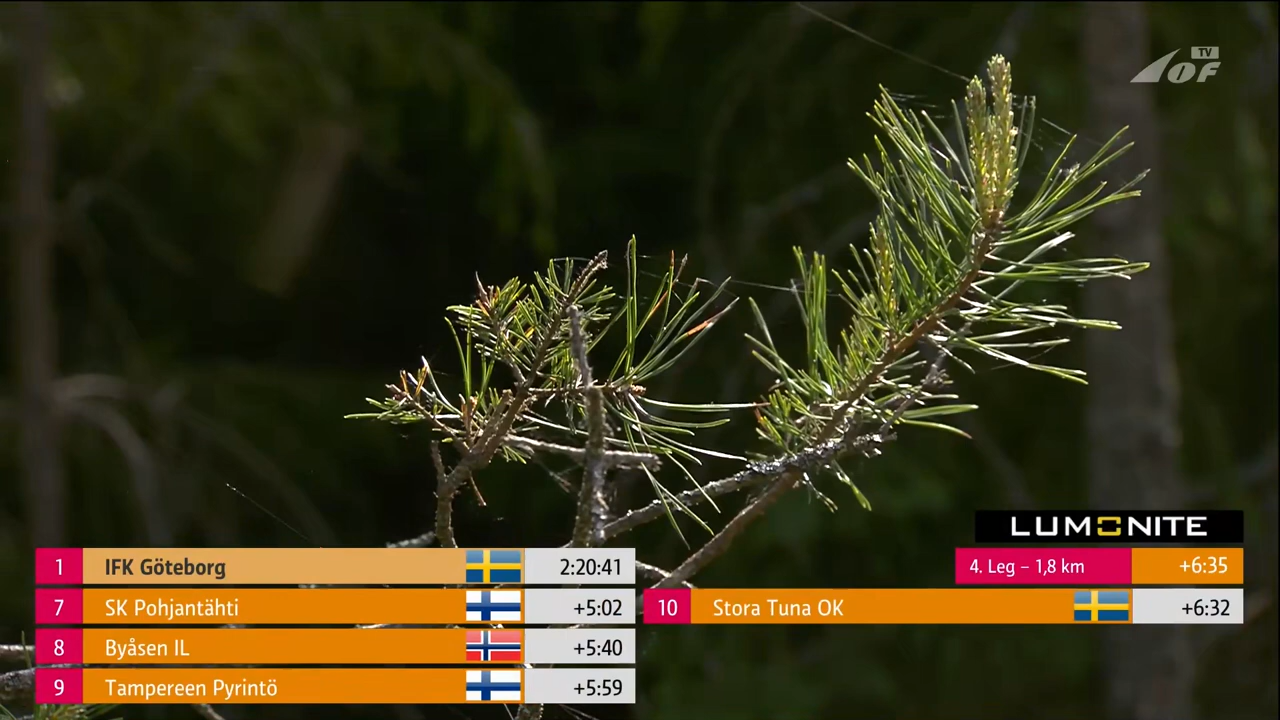 TV
OF
LUMONITE
1 IFK Göteborg 2:20:41
4. Leg – 1,8 km +6:35
7 SK Pohjantähti +5:02
10 Stora Tuna OK +6:32
8 Byåsen IL +5:40
9 Tampereen Pyrintö +5:59